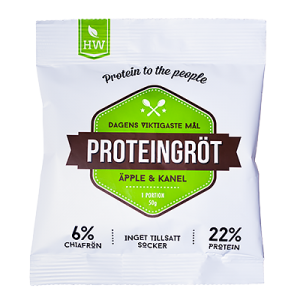 HW
Protein to the people
DAGENS VIKTIGASTE MÅL
PROTEINGRÖT
ÄPPLE & KANEL
1 PORTION
50g
6%
CHIAFRÖN
INGET TILLSATT
SOCKER
22%
PROTEIN